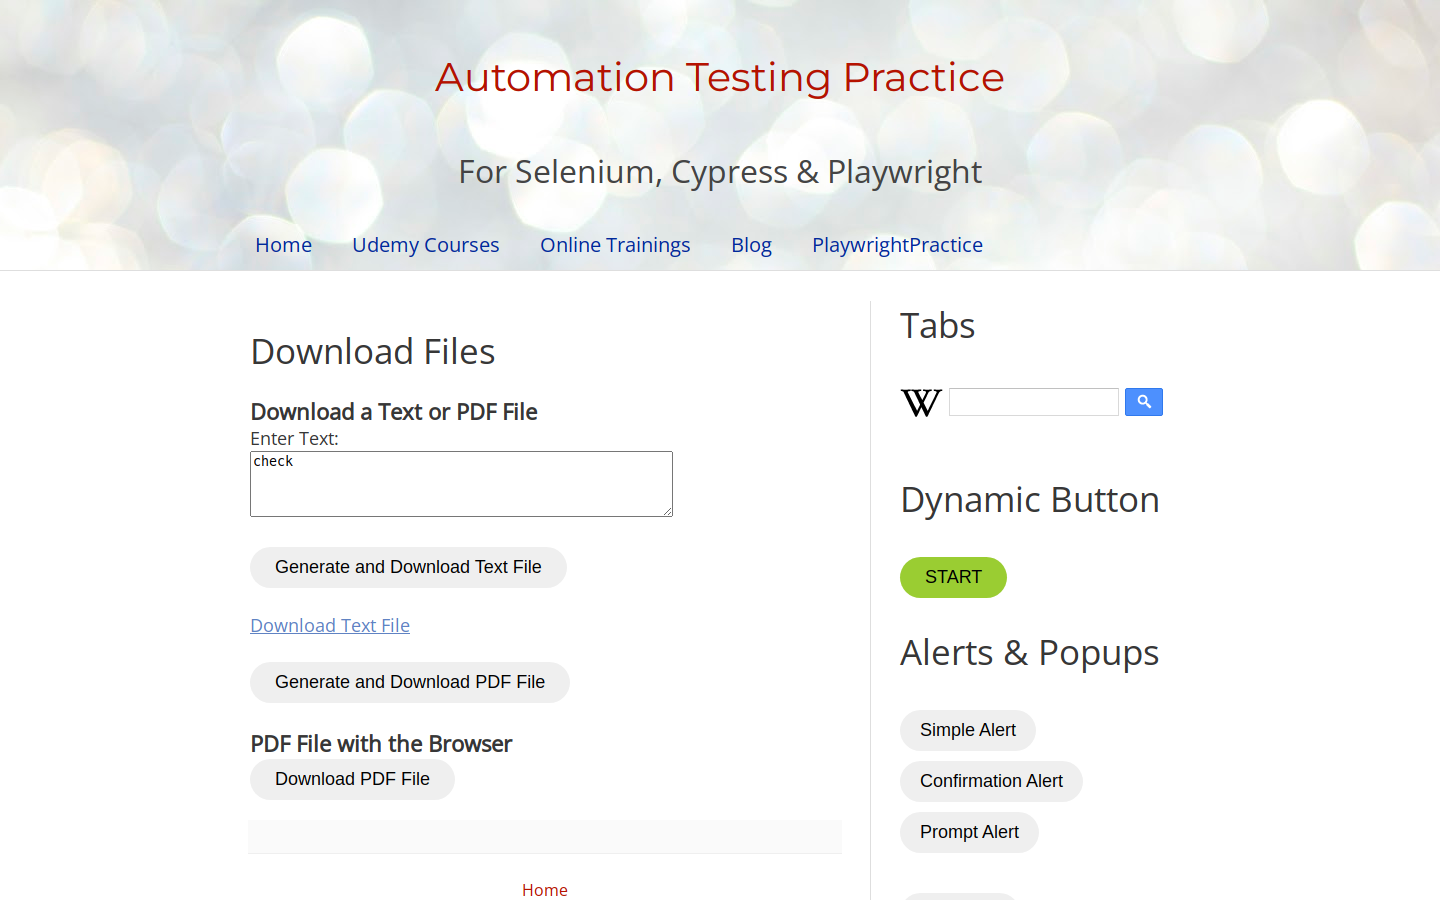 Automation Testing Practice
For Selenium, Cypress & Playwright
Home Udemy Courses Online Trainings Blog PlaywrightPractice
Download Files
Download a Text or PDF File
Enter Text:
check
Generate and Download Text File
Download Text File
Generate and Download PDF File
PDF File with the Browser
Download PDF File
Home
Tabs
Dynamic Button
START
Alerts & Popups
Simple Alert
Confirmation Alert
Prompt Alert